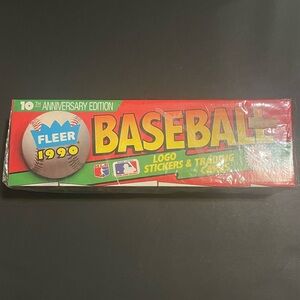 10TH ANNIVERSARY EDITION
FLEER
1990
BASEBALL
LOGO
STICKERS & TRADING
CARDS